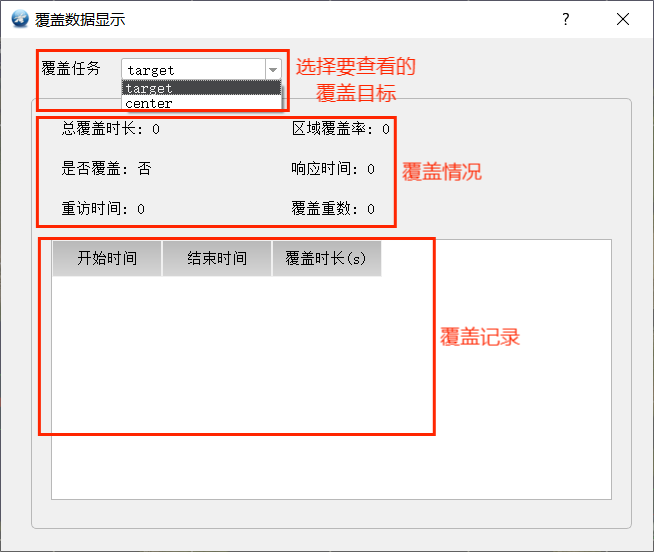 覆盖数据显示
覆盖任务
target
target
center
选择要查看的
覆盖目标
总覆盖时长: 0
区域覆盖率: 0
是否覆盖: 否
响应时间: 0
重访时间: 0
覆盖重数: 0
覆盖情况
开始时间
结束时间
覆盖时长(s)
覆盖记录